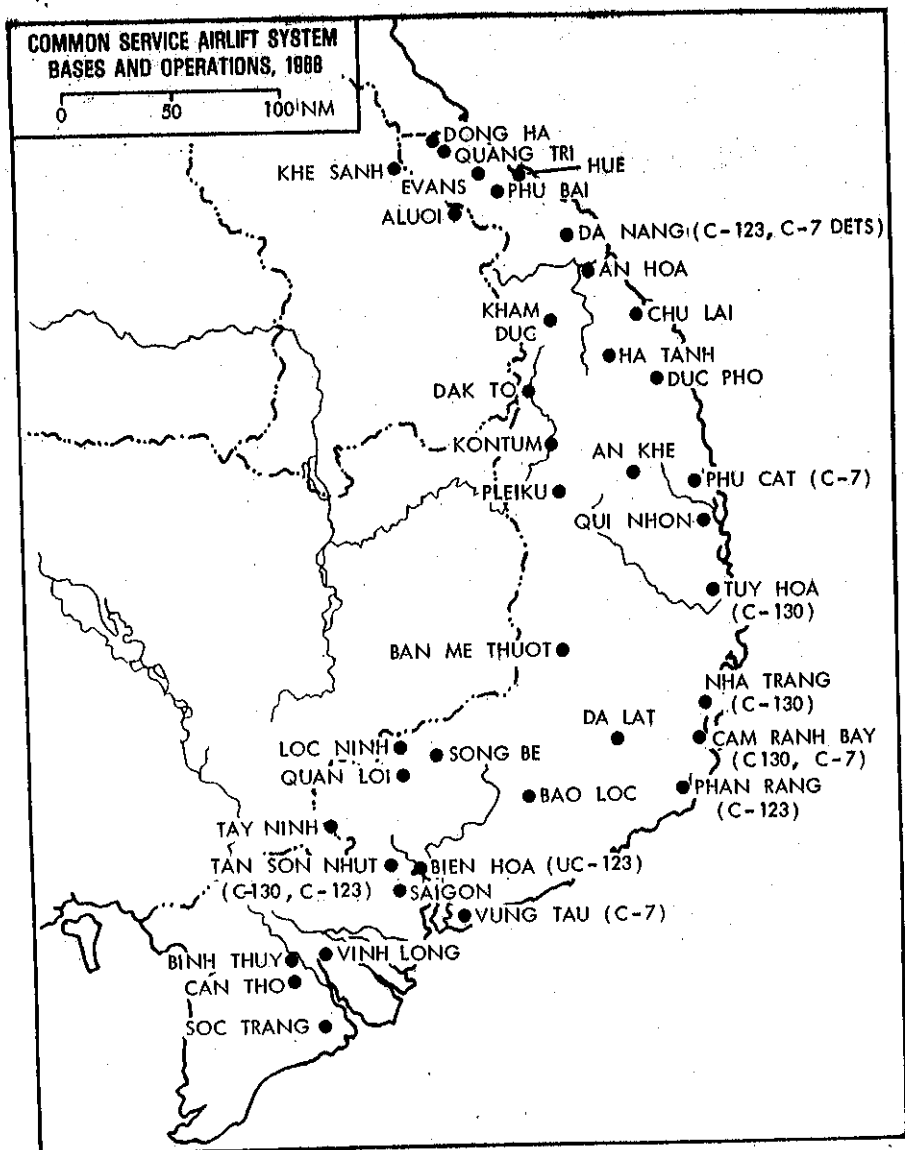 COMMON SERVICE AIRLIFT SYSTEM
BASES AND OPERATIONS, 1968
0 50 100 NM
DONG HA
QUANG TRI
HUE
KHE SANH
EVANS
PHU BAI
ALUOI
DA NANG (C-123, C-7 DETS)
AN HOA
KHAM
DUC
CHU LAI
HA TANH
DUC PHO
DAK TO
KONTUM
AN KHE
PLEIKU
PHU CAT (C-7)
QUI NHON
TUY HOA
(C-130)
BAN ME THUOT
NHA TRANG
(C-130)
DA LAT
CAM RANH BAY
(C130, C-7)
LOC NINH
SONG BE
QUAN LOI
BAO LOC
PHAN RANG
(C-123)
TAY NINH
TAN SON NHUT
(C-130, C-123)
BIEN HOA (UC-123)
SAIGON
VUNG TAU (C-7)
BINH THUY
VINH LONG
CAN THO
SOC TRANG